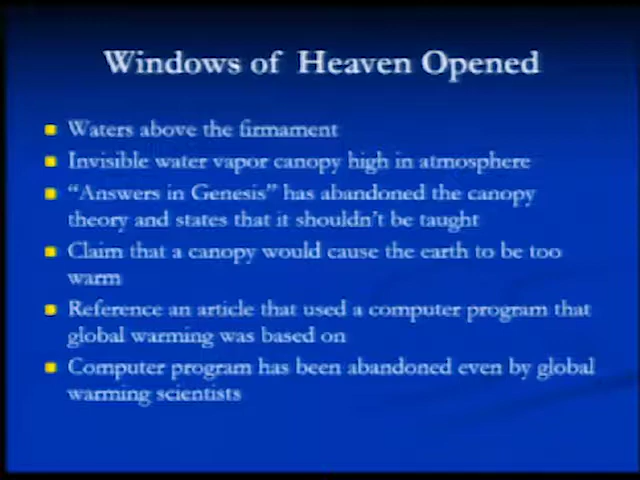 Windows of Heaven Opened
Waters above the firmament
Invisible water vapor canopy high in atmosphere
“Answers in Genesis” has abandoned the canopy
theory and states that it shouldn’t be taught
Claim that a canopy would cause the earth to be too
warm
Reference an article that used a computer program that
global warming was based on
Computer program has been abandoned even by global
warming scientists